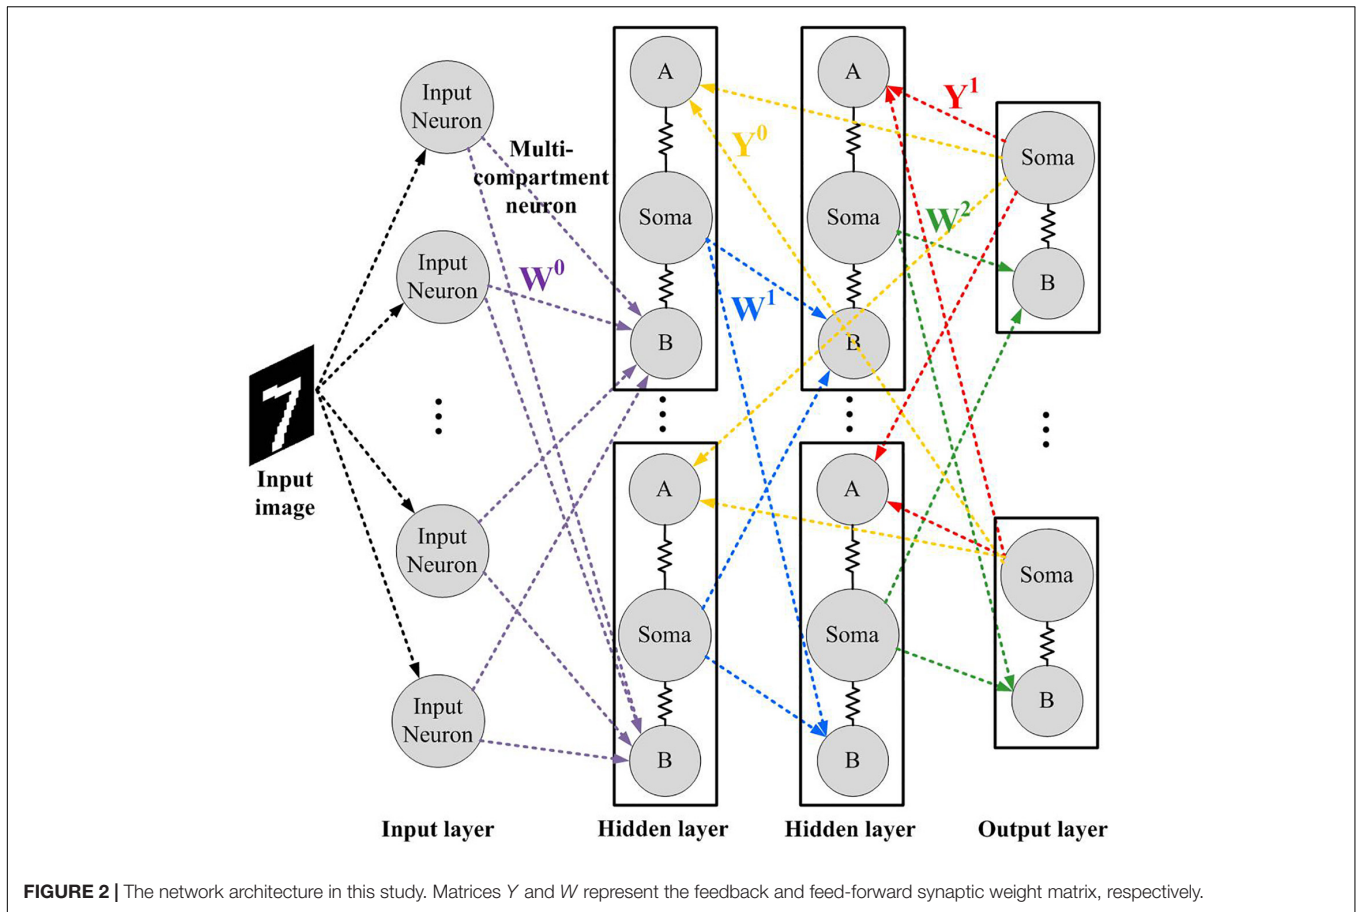 Input
Neuron
Multi-
compartment
neuron
Input
Neuron
W⁰
Input
image
Input
Neuron
Input
Neuron
A
Soma
B
A
Soma
B
Y⁰
W¹
A
Soma
B
A
Soma
B
Y¹
W²
Soma
B
Soma
B
Input layer
Hidden layer
Hidden layer
Output layer
FIGURE 2 | The network architecture in this study. Matrices Y and W represent the feedback and feed-forward synaptic weight matrix, respectively.
7